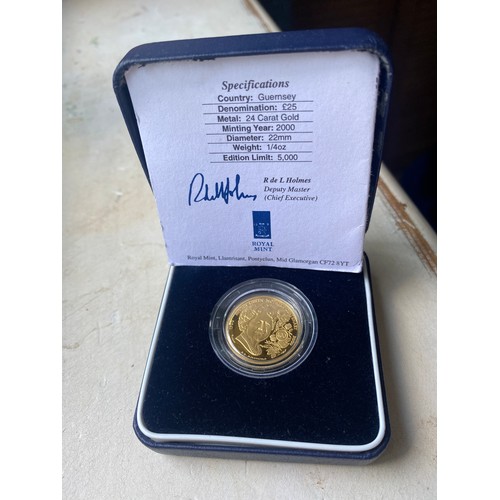 Specifications
Country: Guernsey
Denomination: £25
Metal: 24 Carat Gold
Minting Year: 2000
Diameter: 22mm
Weight: 1/4oz
Edition Limit: 5,000
R de L Holmes
Deputy Master
(Chief Executive)
ROYAL
MINT
Royal Mint, Llantrisant, Pontyclun, Mid Glamorgan CF72 8YT